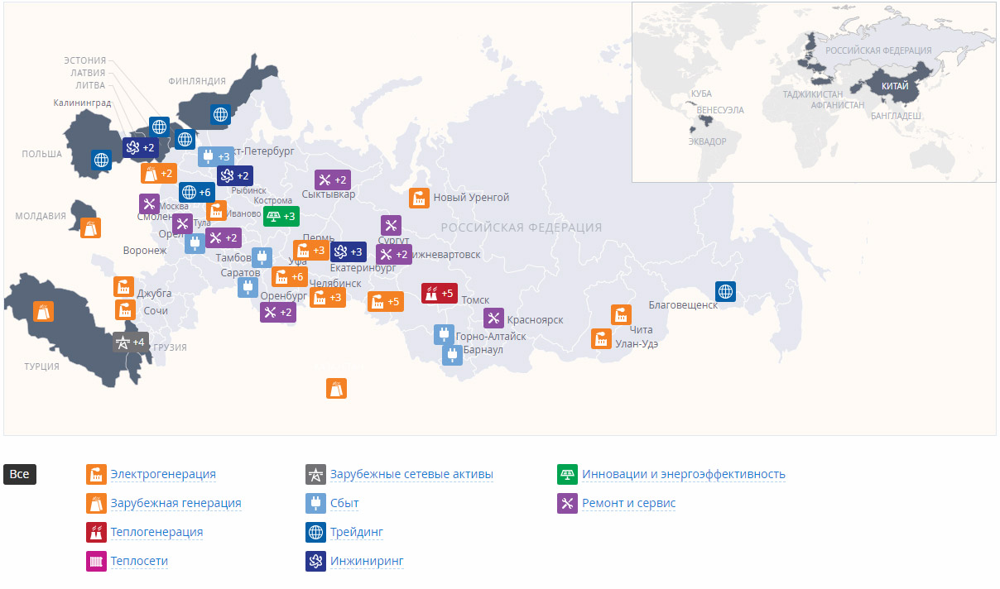 РОССИЙСКАЯ ФЕДЕРАЦИЯ
КИТАЙ
КУБА
ТАДЖИКИСТАН
АФГАНИСТАН
ВЕНЕСУЭЛА
БАНГЛАДЕШ
ЭКВАДОР
ЭСТОНИЯ
ЛАТВИЯ
ЛИТВА
ФИНЛЯНДИЯ
Калининград
+2
ПОЛЬША
+3
кт-Петербург
+2
+2
Рыбинск
+2
Сыктывкар
+6
Кострома
Новый Уренгой
Москва
Смолен
Иваново
+3
МОЛДАВИЯ
Тула
РОССИЙСКАЯ ФЕДЕРАЦИЯ
Орел
+2
Пермь
Сургут
Воронеж
+3
+3
+2
ижневартовск
Тамбов
Уфа
Екатеринбург
Саратов
+6
Челябинск
Джубга
Оренбург
+3
+5
+5
Томск
Благовещенск
Сочи
+2
Красноярск
Чита
+4
ГРУЗИЯ
Горно-Алтайск
Улан-Удэ
Барнаул
ТУРЦИЯ
Все
Электрогенерация
Зарубежная генерация
Теплогенерация
Теплосети
Зарубежные сетевые активы
Сбыт
Трейдинг
Инжиниринг
Инновации и энергоэффективность
Ремонт и сервис